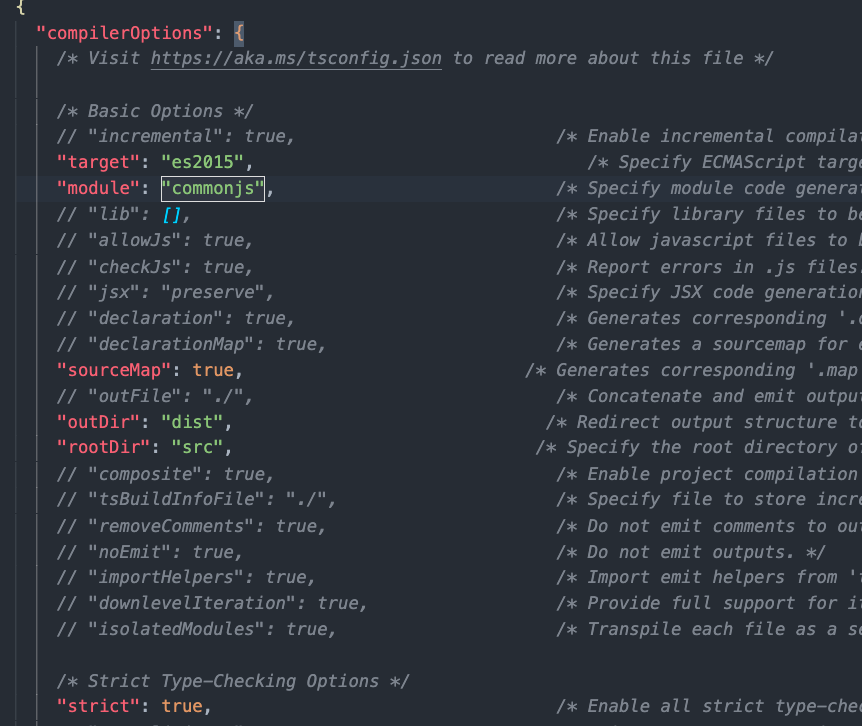 {
"compilerOptions": {
/* Visit https://aka.ms/tsconfig.json to read more about this file */
/* Basic Options */
// "incremental": true, /* Enable incremental compila
"target": "es2015", /* Specify ECMAScript targe
"module": "commonjs", /* Specify module code generat
// "lib": [], /* Specify library files to be
// "allowJs": true, /* Allow javascript files to b
// "checkJs": true, /* Report errors in .js files.
// "jsx": "preserve", /* Specify JSX code generation
// "declaration": true, /* Generates corresponding '.d
// "declarationMap": true, /* Generates a sourcemap for e
"sourceMap": true, /* Generates corresponding '.map
// "outFile": "./", /* Concatenate and emit output
"outDir": "dist", /* Redirect output structure to
"rootDir": "src", /* Specify the root directory of
// "composite": true, /* Enable project compilation
// "tsBuildInfoFile": "./", /* Specify file to store incre
// "removeComments": true, /* Do not emit comments to out
// "noEmit": true, /* Do not emit outputs. */
// "importHelpers": true, /* Import emit helpers from 't
// "downlevelIteration": true, /* Provide full support for it
// "isolatedModules": true, /* Transpile each file as a se
/* Strict Type-Checking Options */
"strict": true, /* Enable all strict type-chec